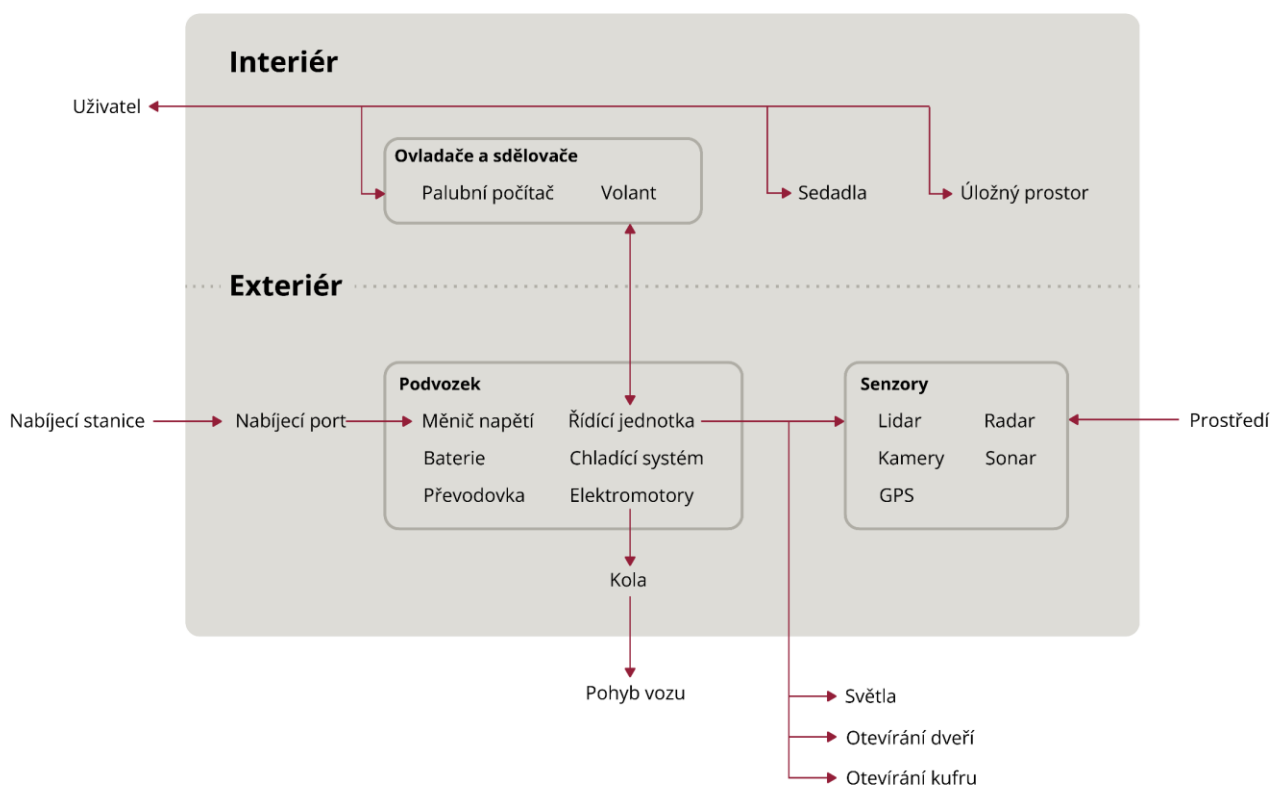 Interiér
Uživatel
Ovladače a sdělovače
Palubní počítač Volant
Sedadla
Úložný prostor
Exteriér
Podvozek
Senzory
Nabíjecí stanice
Nabíjecí port
Měnič napětí Řídící jednotka
Lidar Radar
Prostředí
Baterie Chladící systém
Kamery Sonar
Převodovka Elektromotory
GPS
Kola
Pohyb vozu
Světla
Otevírání dveří
Otevírání kufru